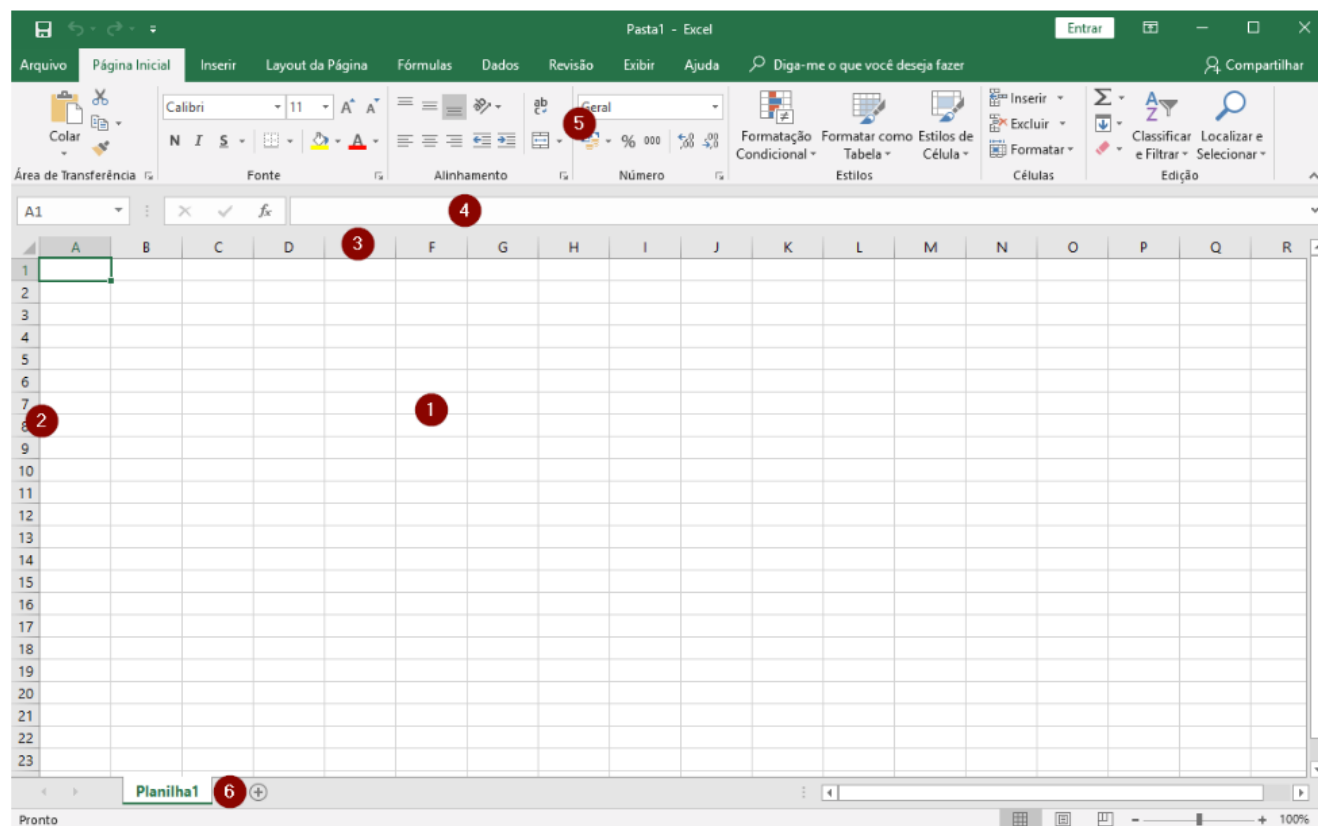 Pasta1 - Excel Entrar
Arquivo Página Inicial Inserir Layout da Página Fórmulas Dados Revisão Exibir Ajuda Diga-me o que você deseja fazer Compartilhar
Calibri 11 A A ab Geral Inserir Σ
5
Colar N I S A % 000 Formatação Condicional Formatar como Tabela Estilos de Célula Excluir Classificar e Filtrar Localizar e Selecionar
Formatar
Área de Transferência Fonte Alinhamento Número Estilos Células Edição
A1 fx 4
3
A B C D F G H I J K L M N O P Q R
1
2
3
4
5
6
7 1
8 2
9
10
11
12
13
14
15
16
17
18
19
20
21
22
23
Planilha1 6
Pronto 100%